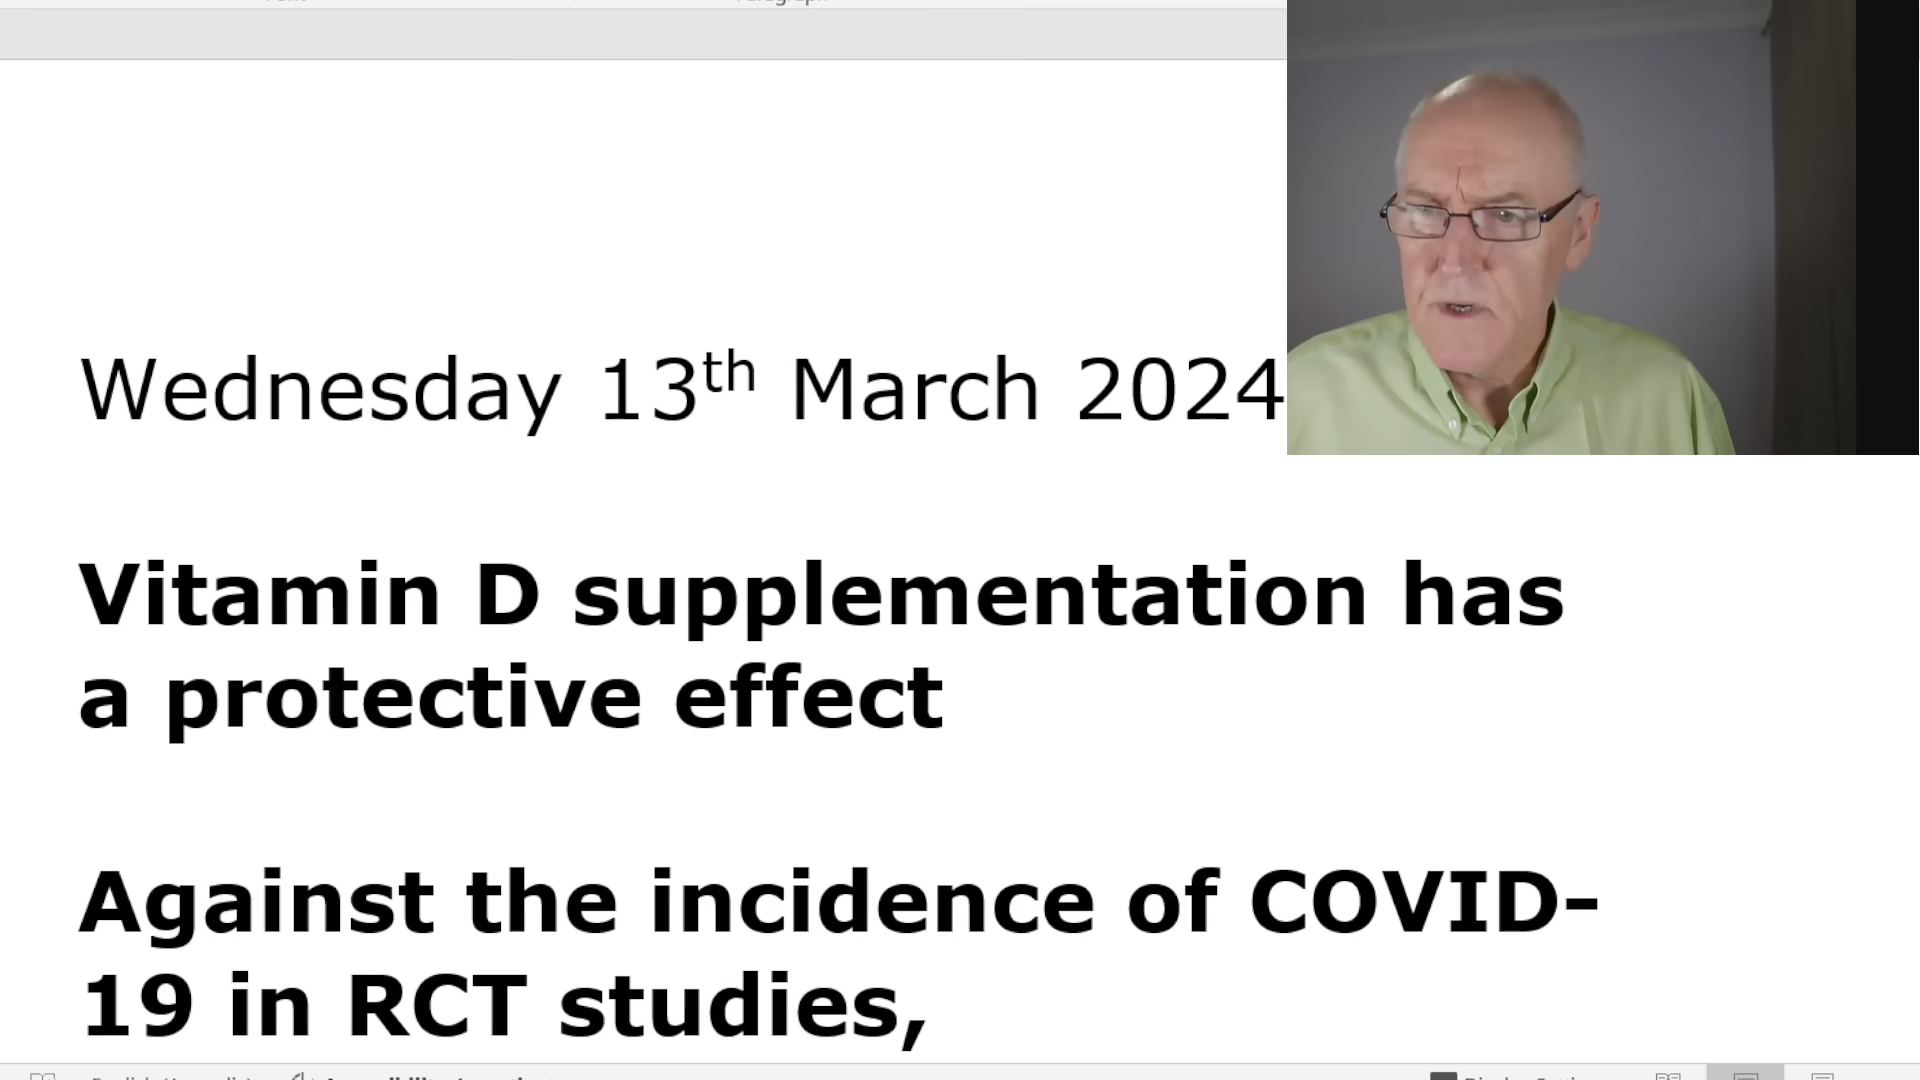 Wednesday 13th March 2024
Vitamin D supplementation has
a protective effect
Against the incidence of COVID-
19 in RCT studies,